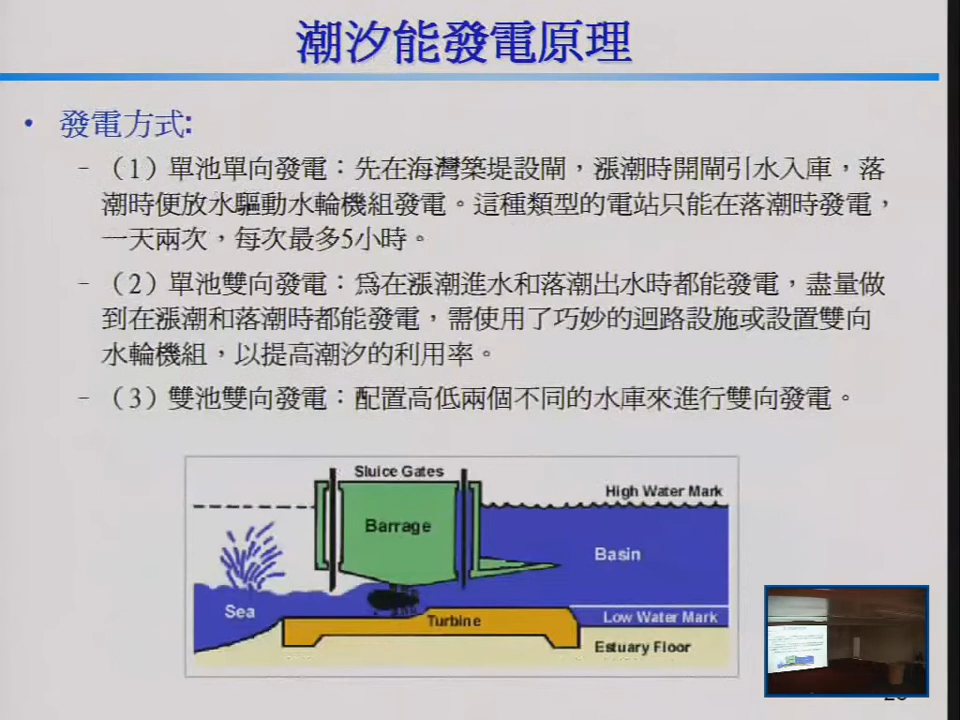 潮汐能發電原理
• 發電方式:
–（1）單池單向發電：先在海灣築堤設閘，漲潮時開閘引水入庫，落
潮時便放水驅動水輪機組發電。這種類型的電站只能在落潮時發電，
一天兩次，每次最多5小時。
–（2）單池雙向發電：為在漲潮進水和落潮出水時都能發電，盡量做
到在漲潮和落潮時都能發電，需使用了巧妙的迴路設施或設置雙向
水輪機組，以提高潮汐的利用率。
–（3）雙池雙向發電：配置高低兩個不同的水庫來進行雙向發電。
Sluice Gates
High Water Mark
Barrage
Basin
Sea
Turbine
Low Water Mark
Estuary Floor